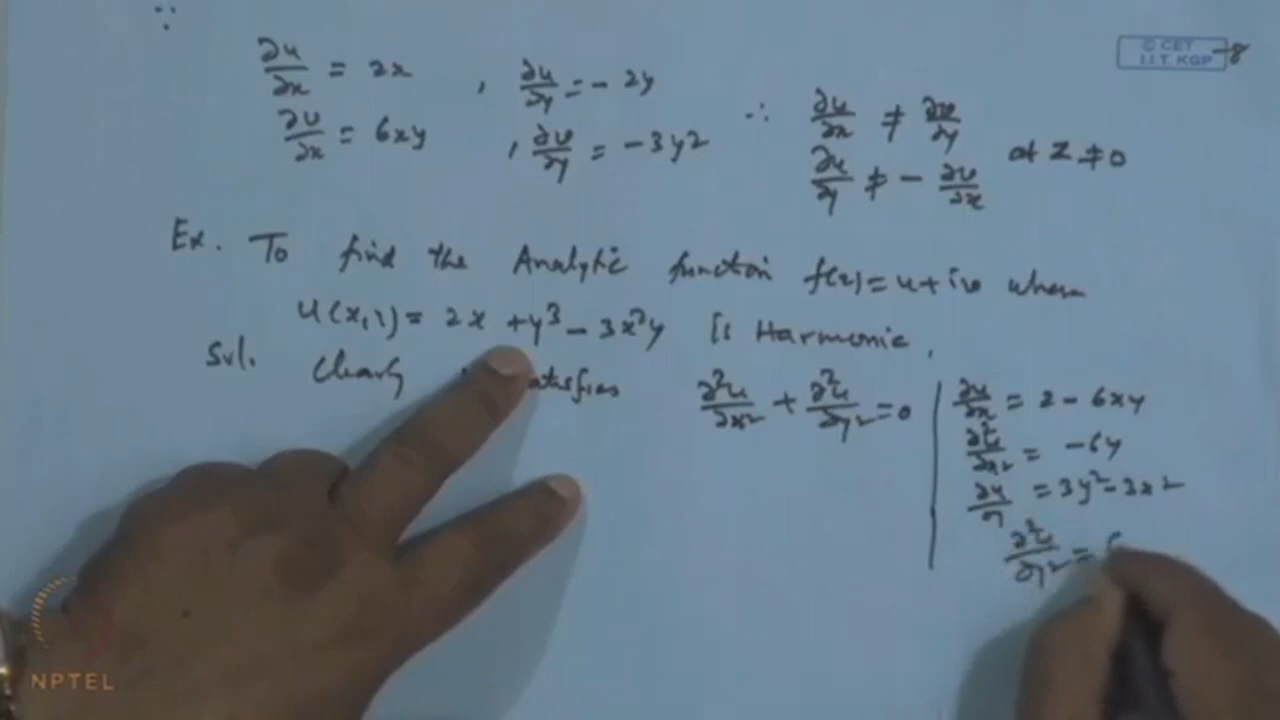 ∵
© CET
I.I.T. KGP
-8
∂u/∂x = 2x , ∂u/∂y = - 2y
∂v/∂x = 6xy , ∂v/∂y = -3y2
∴ ∂u/∂x ≠ ∂v/∂y
∂u/∂y ≠ - ∂v/∂x at z ≠ 0
Ex. To find the Analytic function f(z) = u + iv where
u(x,y) = 2x + y³ - 3x²y is Harmonic.
Sol. Clearly satisfies ∂²u/∂x² + ∂²u/∂y² = 0
∂u/∂x = 2 - 6xy
∂²u/∂x² = -6y
∂u/∂y = 3y² - 3x²
∂²u/∂y² =
NPTEL